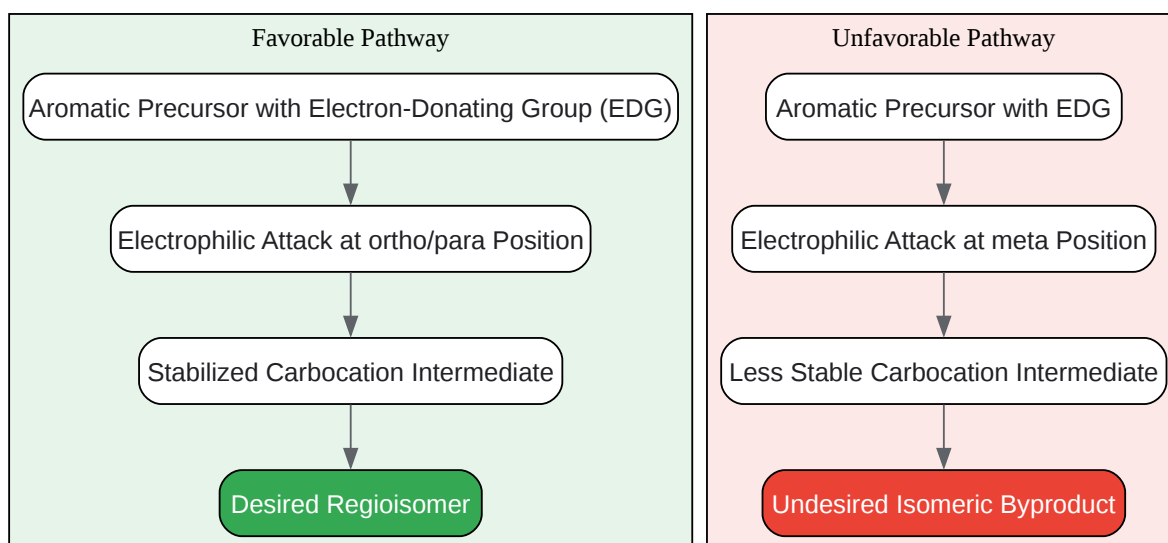 Favorable Pathway
Aromatic Precursor with Electron-Donating Group (EDG)
Electrophilic Attack at ortho/para Position
Stabilized Carbocation Intermediate
Desired Regioisomer
Unfavorable Pathway
Aromatic Precursor with EDG
Electrophilic Attack at meta Position
Less Stable Carbocation Intermediate
Undesired Isomeric Byproduct